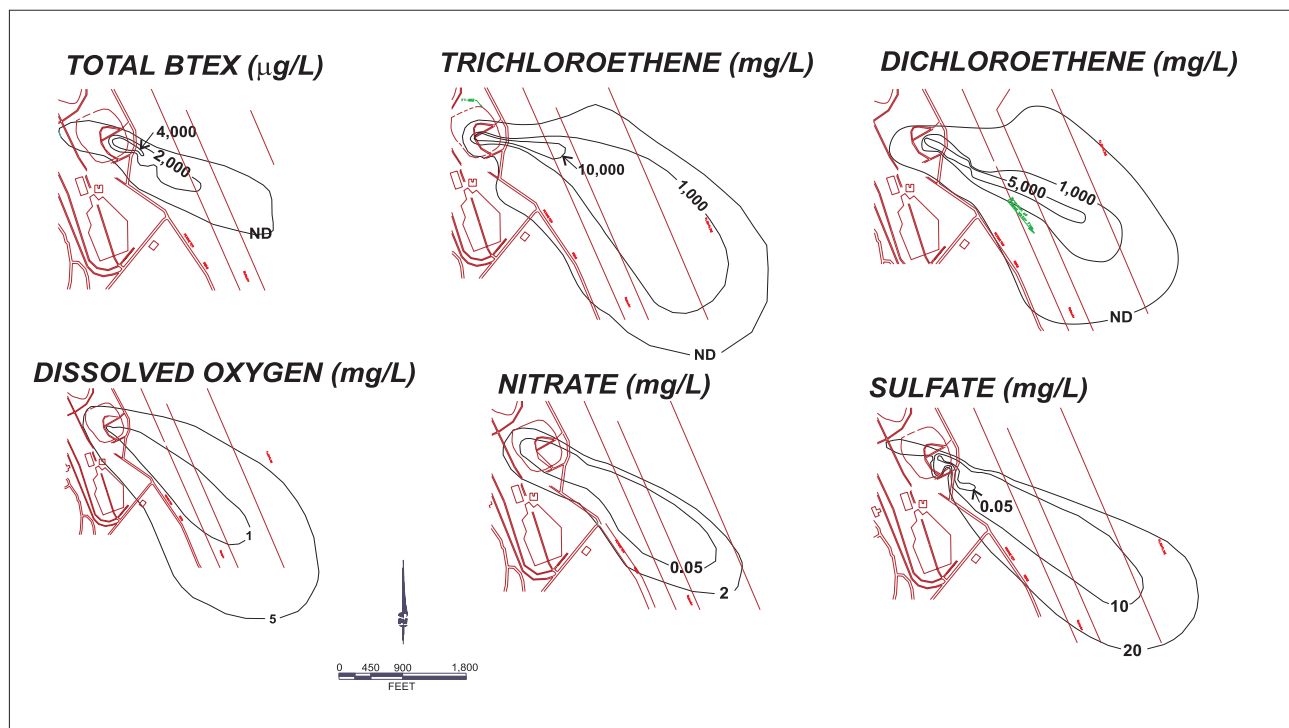 TOTAL BTEX (µg/L)
4,000
2,000
ND
TRICHLOROETHENE (mg/L)
10,000
1,000
ND
DICHLOROETHENE (mg/L)
5,000
1,000
ND
DISSOLVED OXYGEN (mg/L)
1
5
NITRATE (mg/L)
0.05
2
SULFATE (mg/L)
0.05
10
20
0 450 900 1,800
FEET